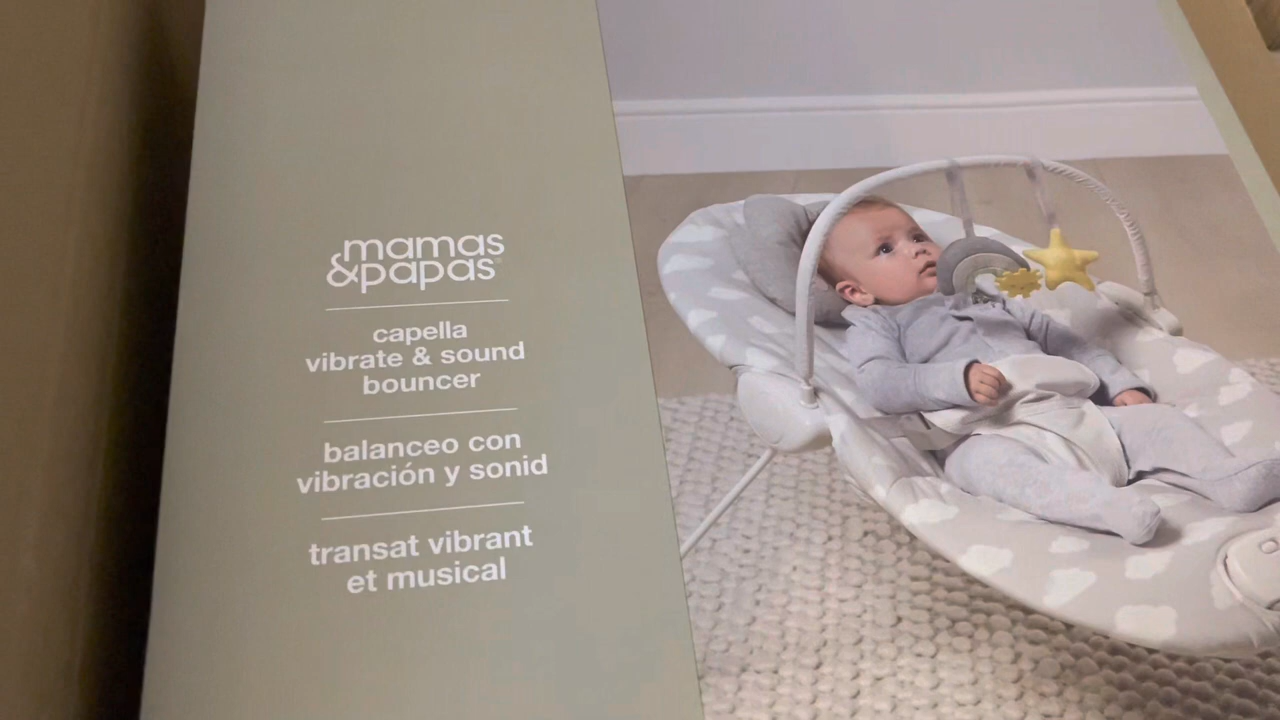 mamas
&papas
capella
vibrate & sound
bouncer
balanceo con
vibración y sonid
transat vibrant
et musical